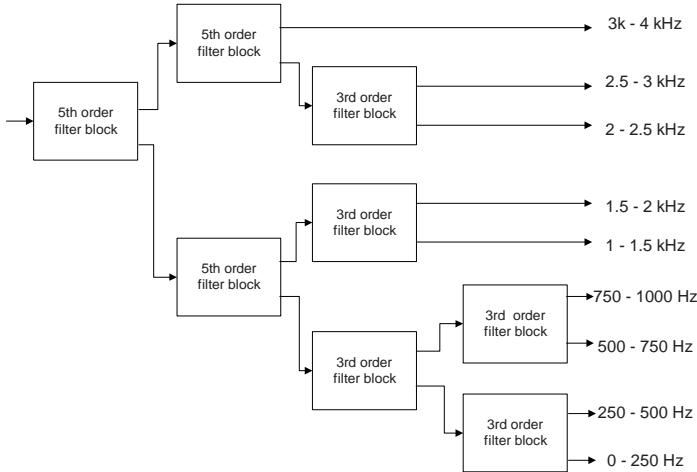 5th order
filter block
3k - 4 kHz
3rd order
filter block
2.5 - 3 kHz
2 - 2.5 kHz
5th order
filter block
5th order
filter block
3rd order
filter block
1.5 - 2 kHz
1 - 1.5 kHz
3rd order
filter block
3rd order
filter block
750 - 1000 Hz
500 - 750 Hz
3rd order
filter block
250 - 500 Hz
0 - 250 Hz